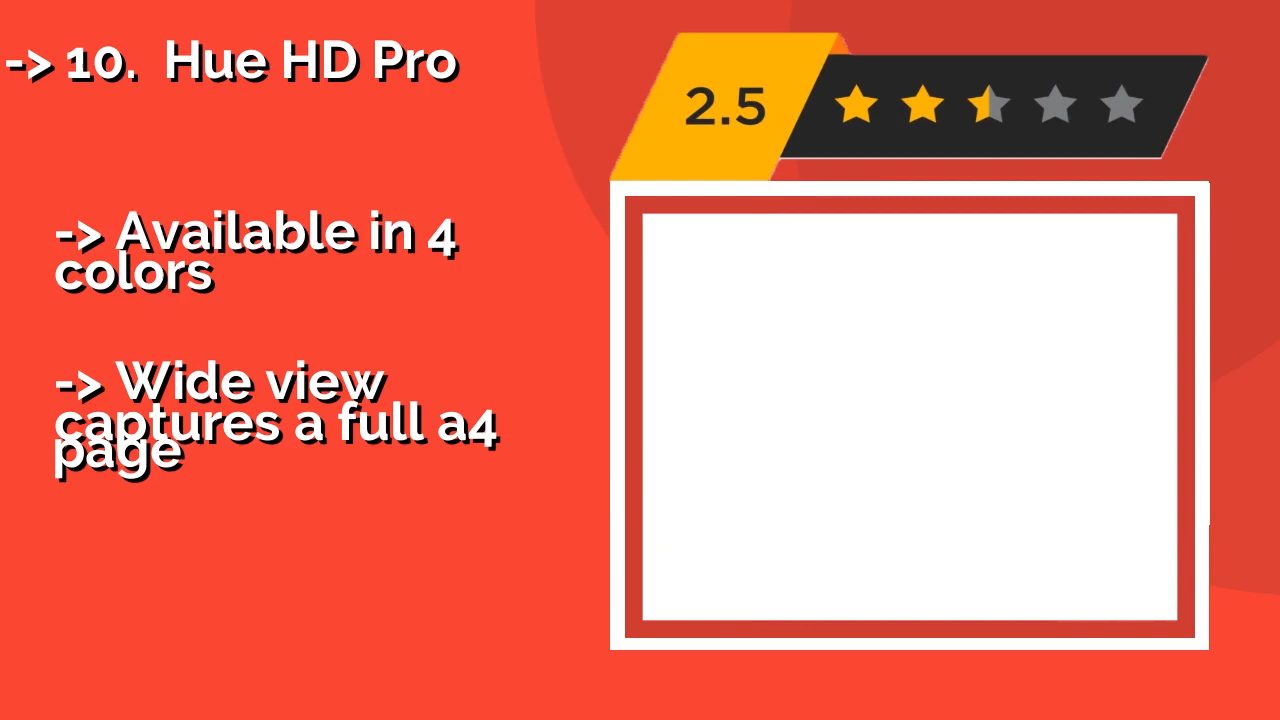 -> 10.  Hue HD Pro
2.5
-> Available in 4
colors
-> Wide view
captures a full a4
page